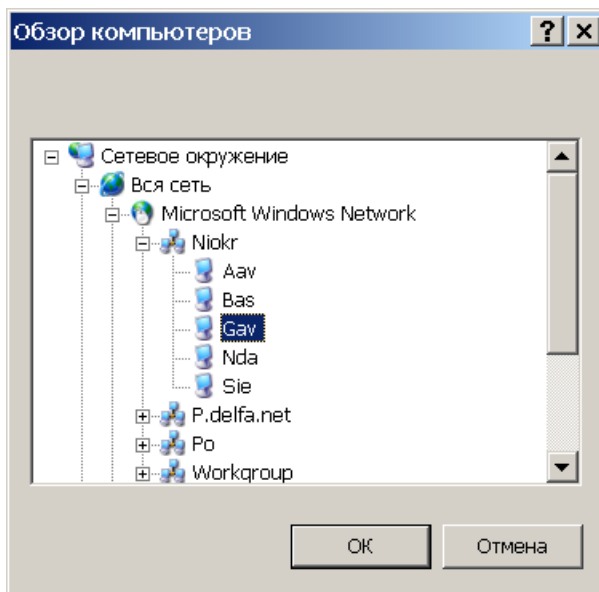 Обзор компьютеров
Сетевое окружение
Вся сеть
Microsoft Windows Network
Niokr
Aav
Bas
Gav
Nda
Sie
P.delfa.net
Po
Workgroup
ОК
Отмена